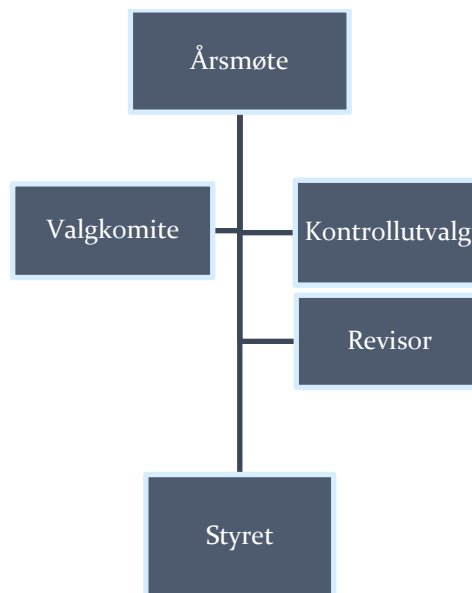 Årsmøte
Valgkomite
Kontrollutvalg
Revisor
Styret